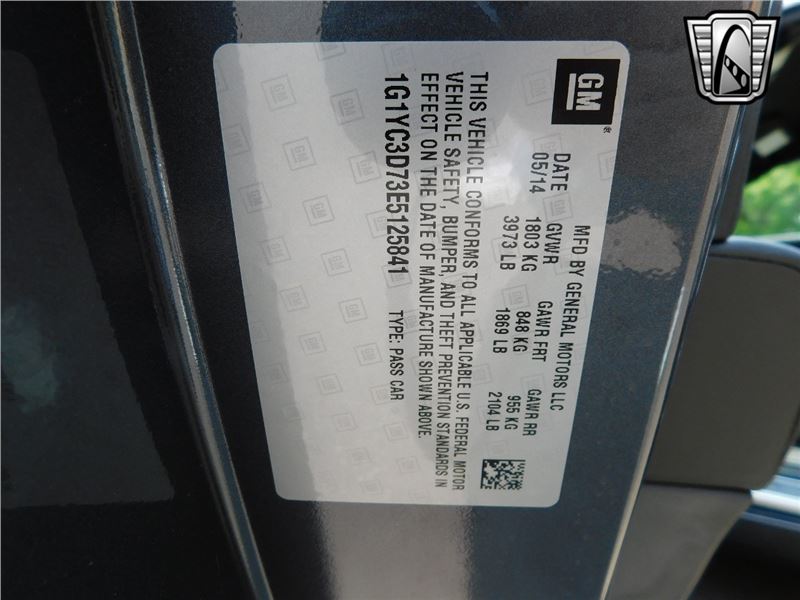 GM
MFD BY GENERAL MOTORS LLC
DATE GVWR GAWR FRT GAWR RR
05/14 1803 KG 848 KG 955 KG
3973 LB 1869 LB 2104 LB
THIS VEHICLE CONFORMS TO ALL APPLICABLE U.S. FEDERAL MOTOR
VEHICLE SAFETY, BUMPER, AND THEFT PREVENTION STANDARDS IN
EFFECT ON THE DATE OF MANUFACTURE SHOWN ABOVE.
1G1YC3D73E5125841 TYPE: PASS CAR